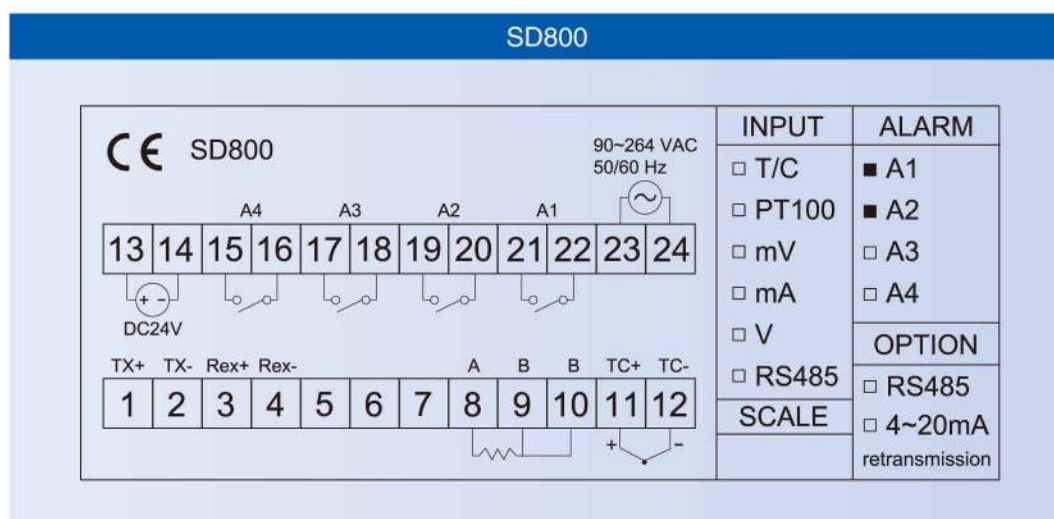 SD800
CE SD800
90~264 VAC
50/60 Hz
A4 A3 A2 A1
13 14 15 16 17 18 19 20 21 22 23 24
+ -
DC24V
TX+ TX- Rex+ Rex- A B B TC+ TC-
1 2 3 4 5 6 7 8 9 10 11 12
+ -
INPUT
□ T/C
□ PT100
□ mV
□ mA
□ V
□ RS485
SCALE
ALARM
■ A1
■ A2
□ A3
□ A4
OPTION
□ RS485
□ 4~20mA
retransmission